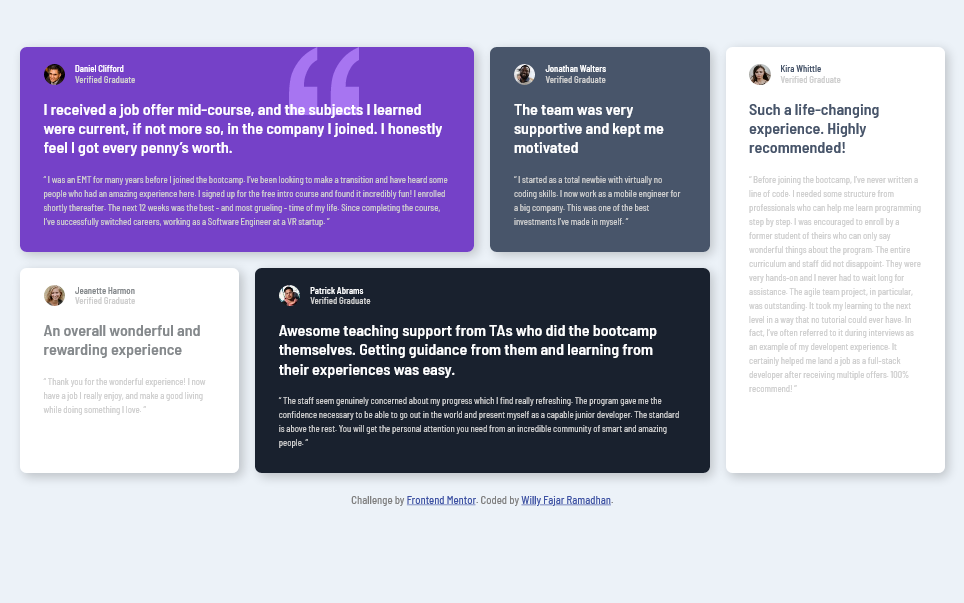 Daniel Clifford
Verified Graduate
I received a job offer mid-course, and the subjects I learned
were current, if not more so, in the company I joined. I honestly
feel I got every penny’s worth.
“ I was an EMT for many years before I joined the bootcamp. I’ve been looking to make a transition and have heard some
people who had an amazing experience here. I signed up for the free intro course and found it incredibly fun! I enrolled
shortly thereafter. The next 12 weeks was the best - and most grueling - time of my life. Since completing the course,
I’ve successfully switched careers, working as a Software Engineer at a VR startup. ”
Jonathan Walters
Verified Graduate
The team was very
supportive and kept me
motivated
“ I started as a total newbie with virtually no
coding skills. I now work as a mobile engineer for
a big company. This was one of the best
investments I’ve made in myself. ”
Kira Whittle
Verified Graduate
Such a life-changing
experience. Highly
recommended!
“ Before joining the bootcamp, I’ve never written a
line of code. I needed some structure from
professionals who can help me learn programming
step by step. I was encouraged to enroll by a
former student of theirs who can only say
wonderful things about the program. The entire
curriculum and staff did not disappoint. They were
very hands-on and I never had to wait long for
assistance. The agile team project, in particular,
was outstanding. It took my learning to the next
level in a way that no tutorial could ever have. In
fact, I’ve often referred to it during interviews as
an example of my developent experience. It
certainly helped me land a job as a full-stack
developer after receiving multiple offers. 100%
recommend! ”
Jeanette Harmon
Verified Graduate
An overall wonderful and
rewarding experience
“ Thank you for the wonderful experience! I now
have a job I really enjoy, and make a good living
while doing something I love. ”
Patrick Abrams
Verified Graduate
Awesome teaching support from TAs who did the bootcamp
themselves. Getting guidance from them and learning from
their experiences was easy.
“ The staff seem genuinely concerned about my progress which I find really refreshing. The program gave me the
confidence necessary to be able to go out in the world and present myself as a capable junior developer. The standard
is above the rest. You will get the personal attention you need from an incredible community of smart and amazing
people. ”
Challenge by Frontend Mentor. Coded by Willy Fajar Ramadhan.